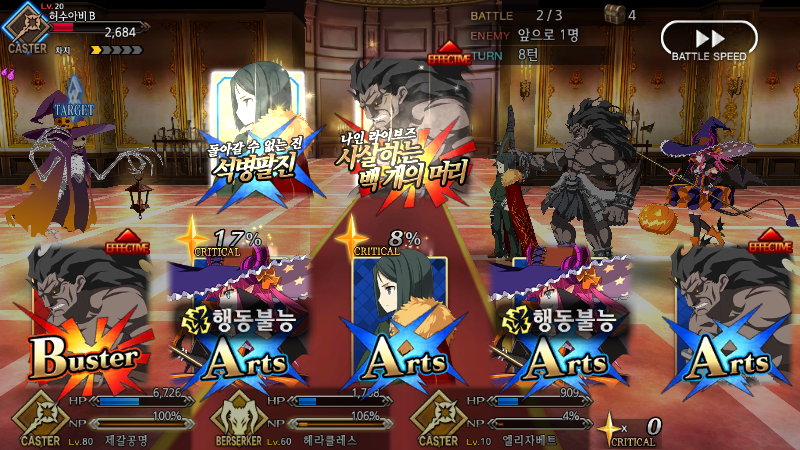 Lv.20
허수아비 B
2,684
CASTER
차지
BATTLE 2/3
4
ENEMY 앞으로 1명
TURN 8턴
BATTLE SPEED
TARGET
EFFECTIVE
돌아갈 수 없는 진
석병팔진
나인 라이브즈
사살하는
백 개의 머리
EFFECTIVE
17%
CRITICAL
8%
CRITICAL
EFFECTIVE
Buster
행동불능
Arts
Arts
행동불능
Arts
Arts
HP 6,726
NP 100%
CASTER
Lv.80 제갈공명
HP
NP 106%
BERSERKER
Lv.60 헤라클레스
HP 909
NP 4%
CASTER
Lv.10 엘리자베트
x 0
CRITICAL